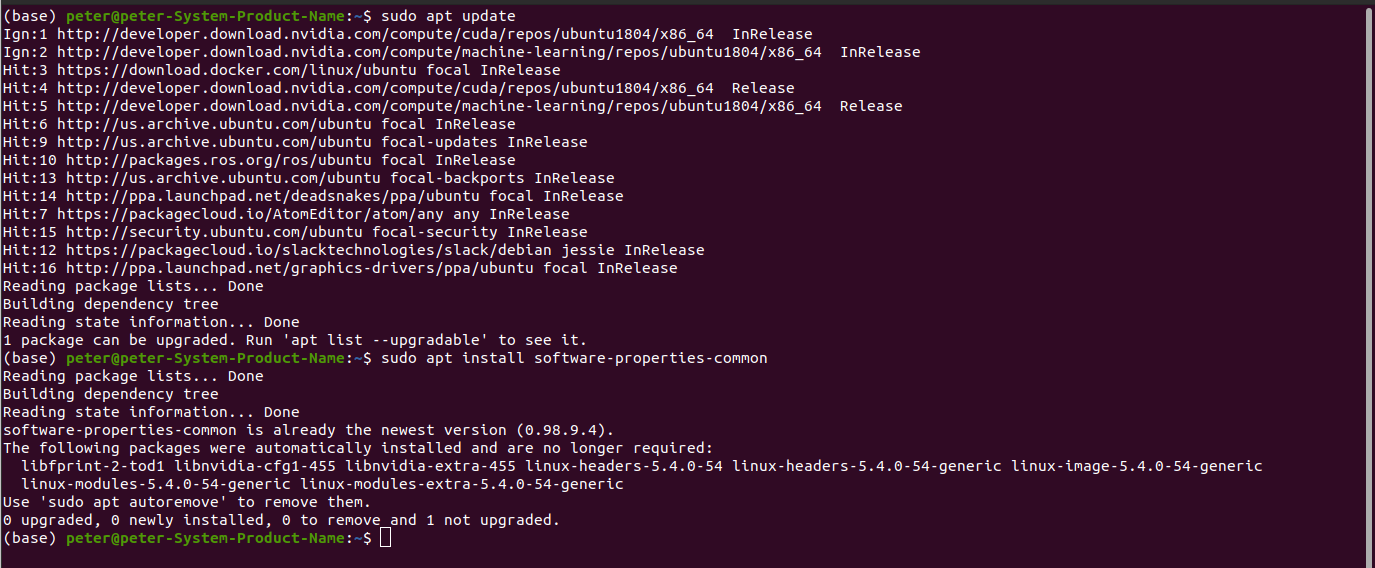 (base) peter@peter-System-Product-Name:~$ sudo apt update
Ign:1 http://developer.download.nvidia.com/compute/cuda/repos/ubuntu1804/x86_64  InRelease
Ign:2 http://developer.download.nvidia.com/compute/machine-learning/repos/ubuntu1804/x86_64  InRelease
Hit:3 https://download.docker.com/linux/ubuntu focal InRelease
Hit:4 http://developer.download.nvidia.com/compute/cuda/repos/ubuntu1804/x86_64  Release
Hit:5 http://developer.download.nvidia.com/compute/machine-learning/repos/ubuntu1804/x86_64  Release
Hit:6 http://us.archive.ubuntu.com/ubuntu focal InRelease
Hit:9 http://us.archive.ubuntu.com/ubuntu focal-updates InRelease
Hit:10 http://packages.ros.org/ros/ubuntu focal InRelease
Hit:13 http://us.archive.ubuntu.com/ubuntu focal-backports InRelease
Hit:14 http://ppa.launchpad.net/deadsnakes/ppa/ubuntu focal InRelease
Hit:7 https://packagecloud.io/AtomEditor/atom/any any InRelease
Hit:15 http://security.ubuntu.com/ubuntu focal-security InRelease
Hit:12 https://packagecloud.io/slacktechnologies/slack/debian jessie InRelease
Hit:16 http://ppa.launchpad.net/graphics-drivers/ppa/ubuntu focal InRelease
Reading package lists... Done
Building dependency tree
Reading state information... Done
1 package can be upgraded. Run 'apt list --upgradable' to see it.
(base) peter@peter-System-Product-Name:~$ sudo apt install software-properties-common
Reading package lists... Done
Building dependency tree
Reading state information... Done
software-properties-common is already the newest version (0.98.9.4).
The following packages were automatically installed and are no longer required:
  libfprint-2-tod1 libnvidia-cfg1-455 libnvidia-extra-455 linux-headers-5.4.0-54 linux-headers-5.4.0-54-generic linux-image-5.4.0-54-generic
  linux-modules-5.4.0-54-generic linux-modules-extra-5.4.0-54-generic
Use 'sudo apt autoremove' to remove them.
0 upgraded, 0 newly installed, 0 to remove and 1 not upgraded.
(base) peter@peter-System-Product-Name:~$